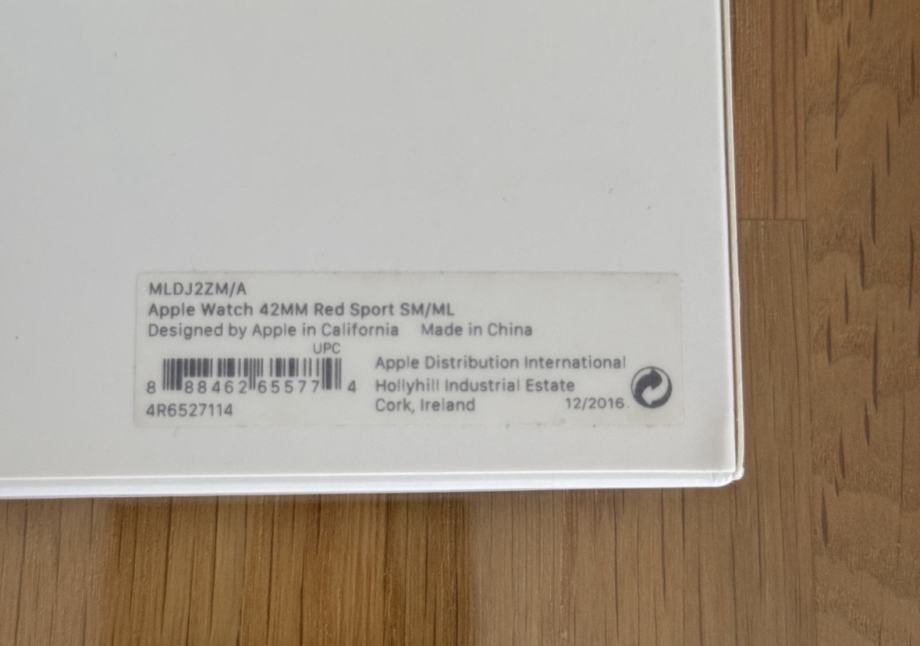 MLDJ2ZM/A
Apple Watch 42MM Red Sport SM/ML
Designed by Apple in California Made in China
UPC
8 88462 65577 4
4R6527114
Apple Distribution International
Hollyhill Industrial Estate
Cork, Ireland 12/2016